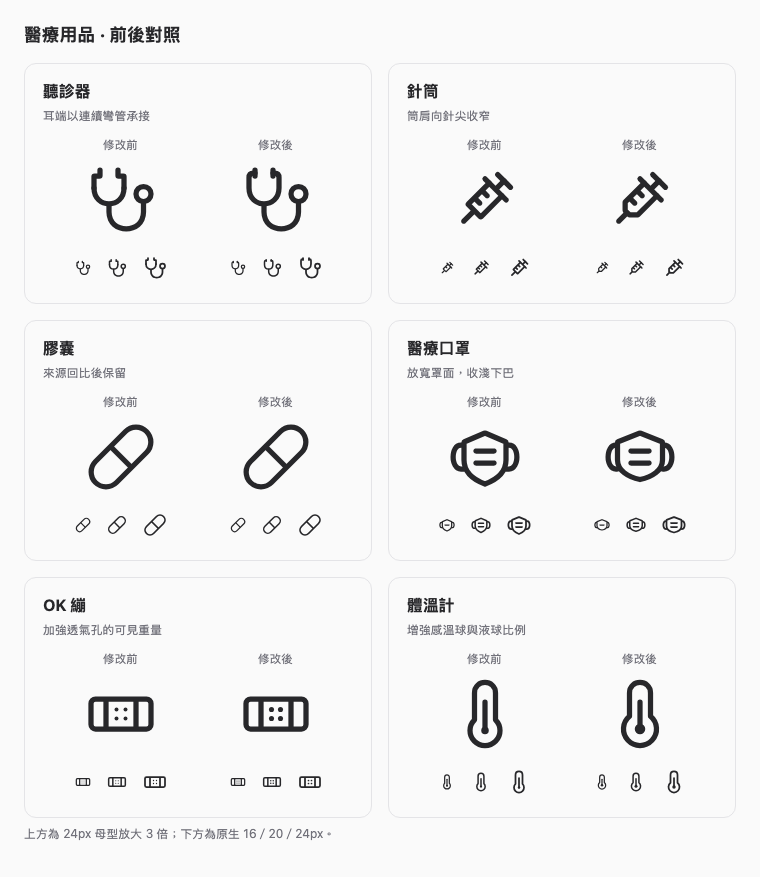 醫療用品 · 前後對照
聽診器
耳端以連續彎管承接
修改前
修改後
針筒
筒肩向針尖收窄
修改前
修改後
膠囊
來源回比後保留
修改前
修改後
醫療口罩
放寬罩面，收淺下巴
修改前
修改後
OK 繃
加強透氣孔的可見重量
修改前
修改後
體溫計
增強感溫球與液球比例
修改前
修改後
上方為 24px 母型放大 3 倍；下方為原生 16 / 20 / 24px。